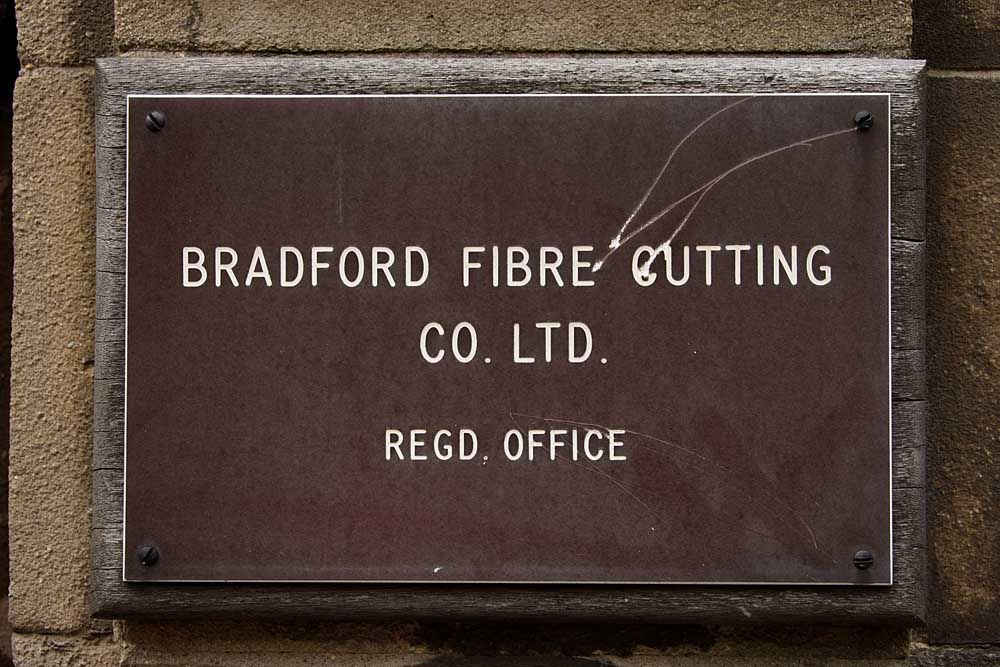 BRADFORD FIBRE CUTTING
CO. LTD.
REGD. OFFICE